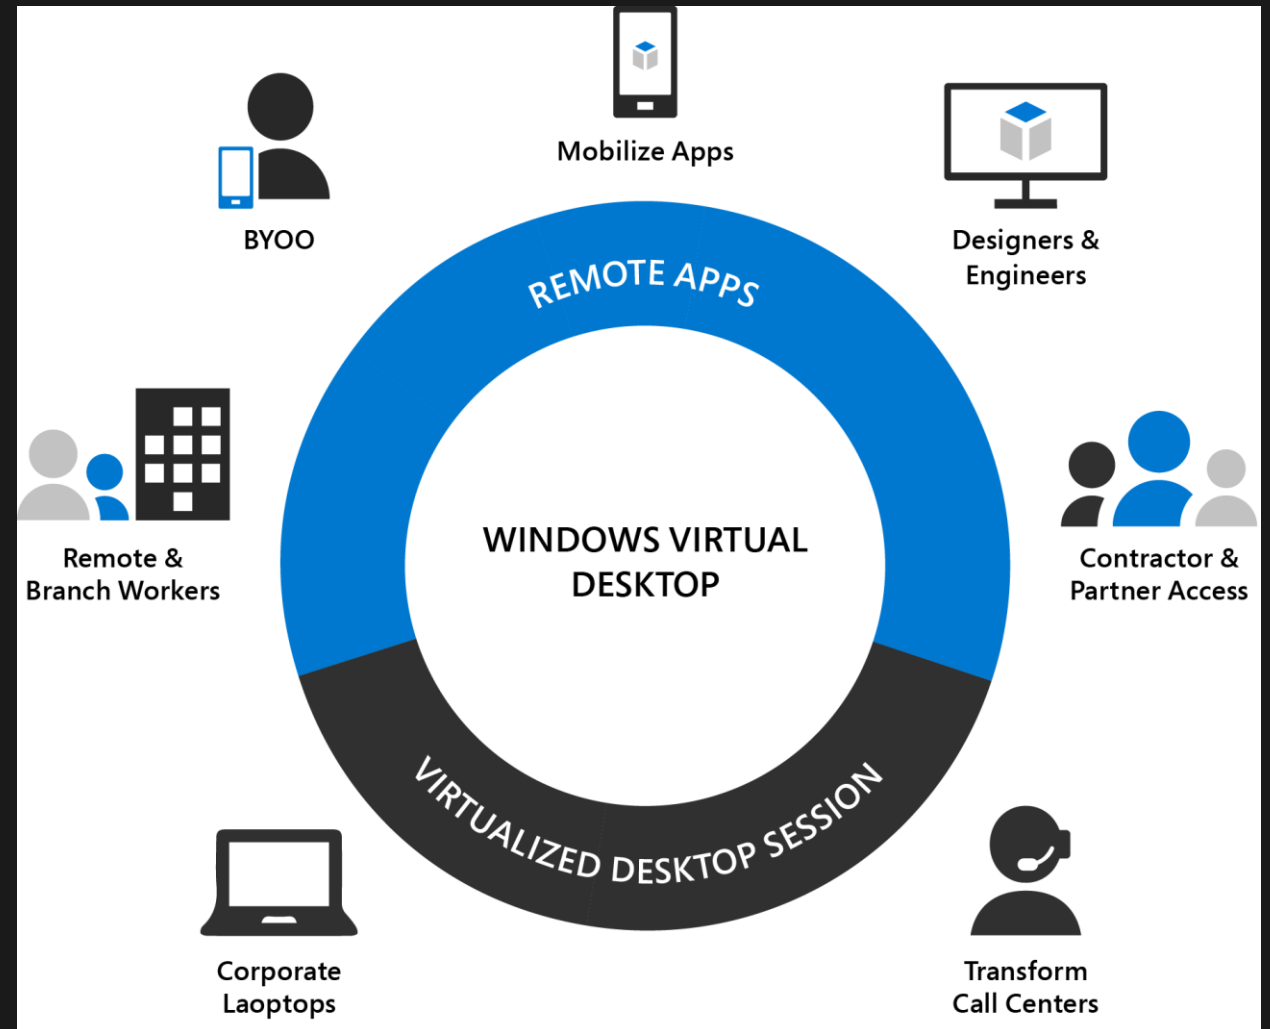 Mobilize Apps
BYOO
Designers &
Engineers
REMOTE APPS
WINDOWS VIRTUAL
DESKTOP
Remote &
Branch Workers
Contractor &
Partner Access
VIRTUALIZED DESKTOP SESSION
Corporate
Laoptops
Transform
Call Centers